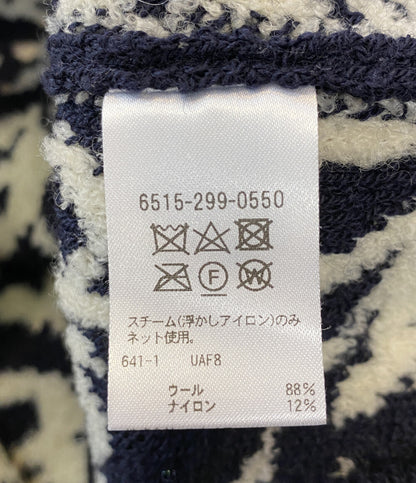 6515-299-0550
F W
スチーム(浮かしアイロン)のみ
ネット使用。
641-1 UAF8
ウール 88%
ナイロン 12%